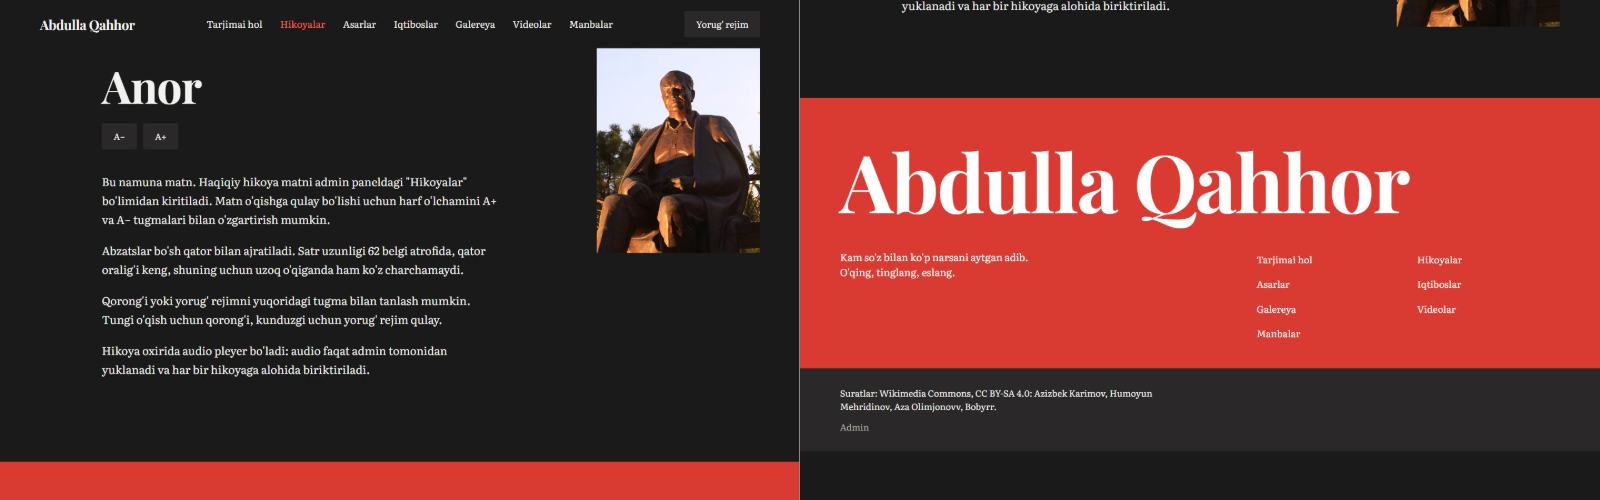 Abdulla Qahhor
Tarjimai hol Hikoyalar Asarlar Iqtiboslar Galereya Videolar Manbalar
Yorug' rejim
Anor
A− A+
Bu namuna matn. Haqiqiy hikoya matni admin paneldagi "Hikoyalar"
bo'limidan kiritiladi. Matn o'qishga qulay bo'lishi uchun harf o'lchamini A+
va A− tugmalari bilan o'zgartirish mumkin.
Abzatslar bo'sh qator bilan ajratiladi. Satr uzunligi 62 belgi atrofida, qator
oralig'i keng, shuning uchun uzoq o'qiganda ham ko'z charchamaydi.
Qorong'i yoki yorug' rejimni yuqoridagi tugma bilan tanlash mumkin.
Tungi o'qish uchun qorong'i, kunduzgi uchun yorug' rejim qulay.
Hikoya oxirida audio pleyer bo'ladi: audio faqat admin tomonidan
yuklanadi va har bir hikoyaga alohida biriktiriladi.
yuklanadi va har bir hikoyaga alohida biriktiriladi.
Abdulla Qahhor
Kam so'z bilan ko'p narsani aytgan adib.
O'qing, tinglang, eslang.
Tarjimai hol Hikoyalar
Asarlar Iqtiboslar
Galereya Videolar
Manbalar
Suratlar: Wikimedia Commons, CC BY-SA 4.0: Azizbek Karimov, Humoyun
Mehridinov, Aza Olimjonovv, Bobyrr.
Admin